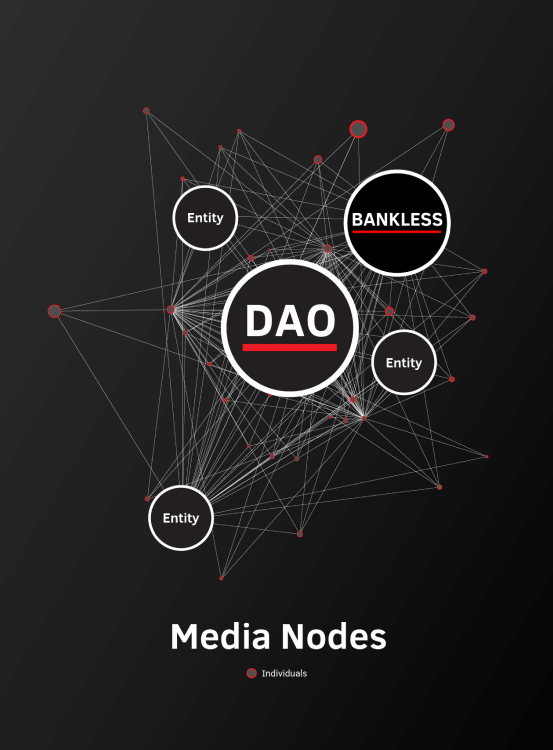 Entity
BANKLESS
DAO
Entity
Entity
Media Nodes
Individuals